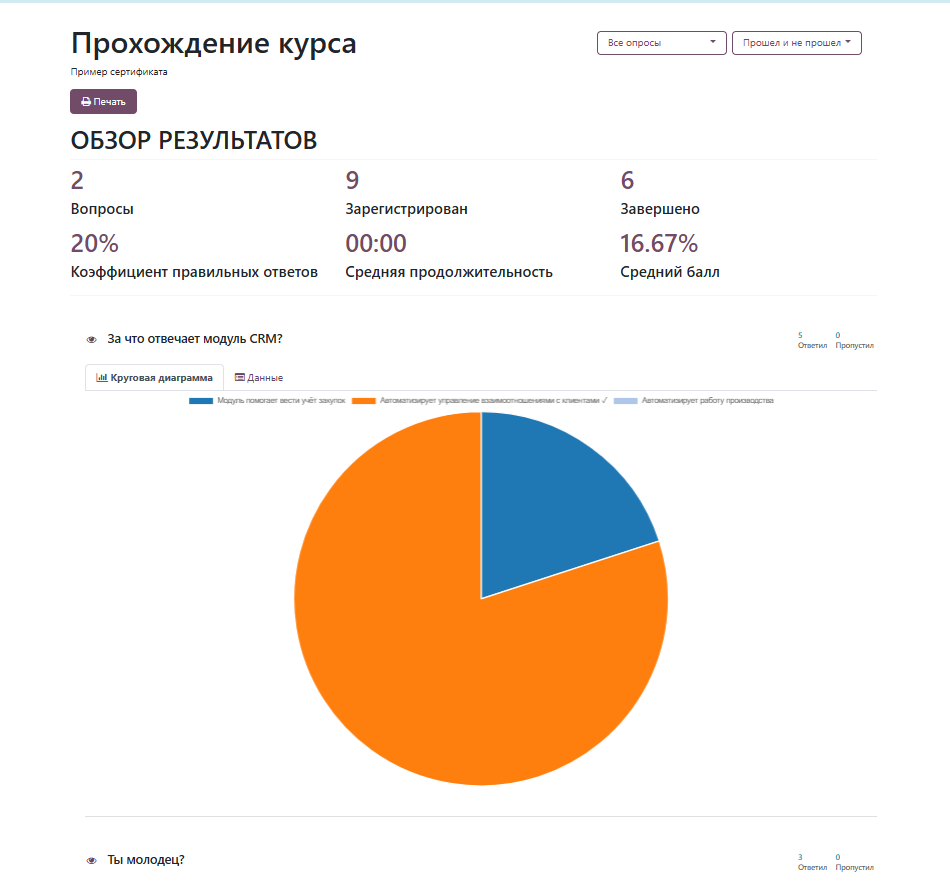 Прохождение курса
Все опросы
Прошел и не прошел
Пример сертификата
Печать
ОБЗОР РЕЗУЛЬТАТОВ
2 9 6
Вопросы Зарегистрирован Завершено
20% 00:00 16.67%
Коэффициент правильных ответов Средняя продолжительность Средний балл
За что отвечает модуль CRM?
5 0
Ответил Пропустил
Круговая диаграмма Данные
Модуль помогает вести учёт закупок Автоматизирует управление взаимоотношениями с клиентами ✓ Автоматизирует работу производства
Ты молодец?
3 0
Ответил Пропустил